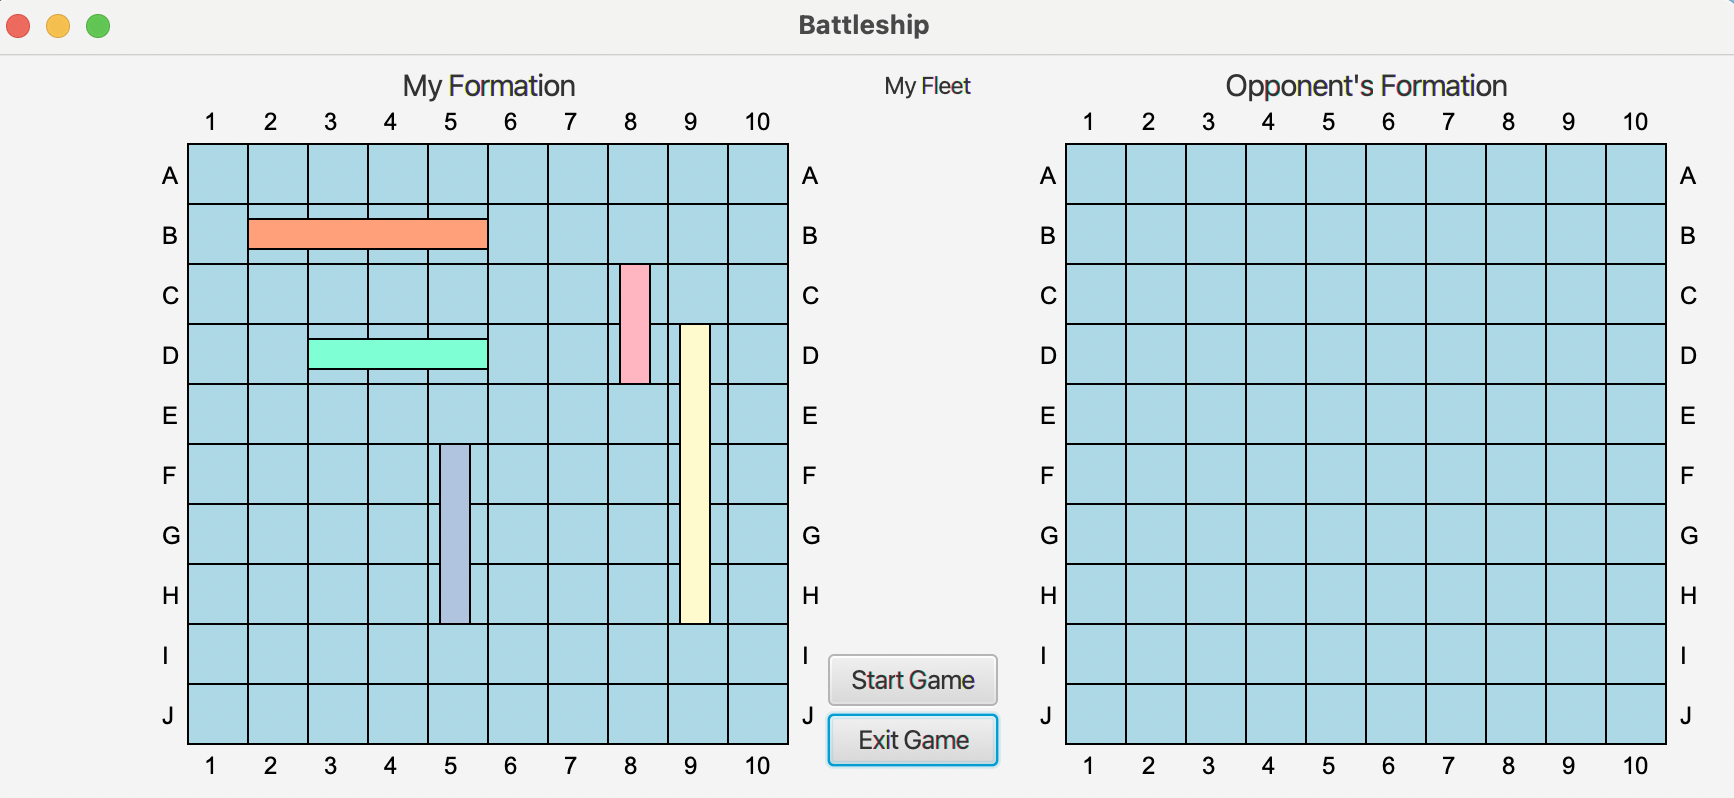 Battleship
My Formation
My Fleet
Opponent's Formation
1 2 3 4 5 6 7 8 9 10
1 2 3 4 5 6 7 8 9 10
A A A A
B B B B
C C C C
D D D D
E E E E
F F F F
G G G G
H H H H
I I I I
Start Game
J J J J
Exit Game
1 2 3 4 5 6 7 8 9 10
1 2 3 4 5 6 7 8 9 10